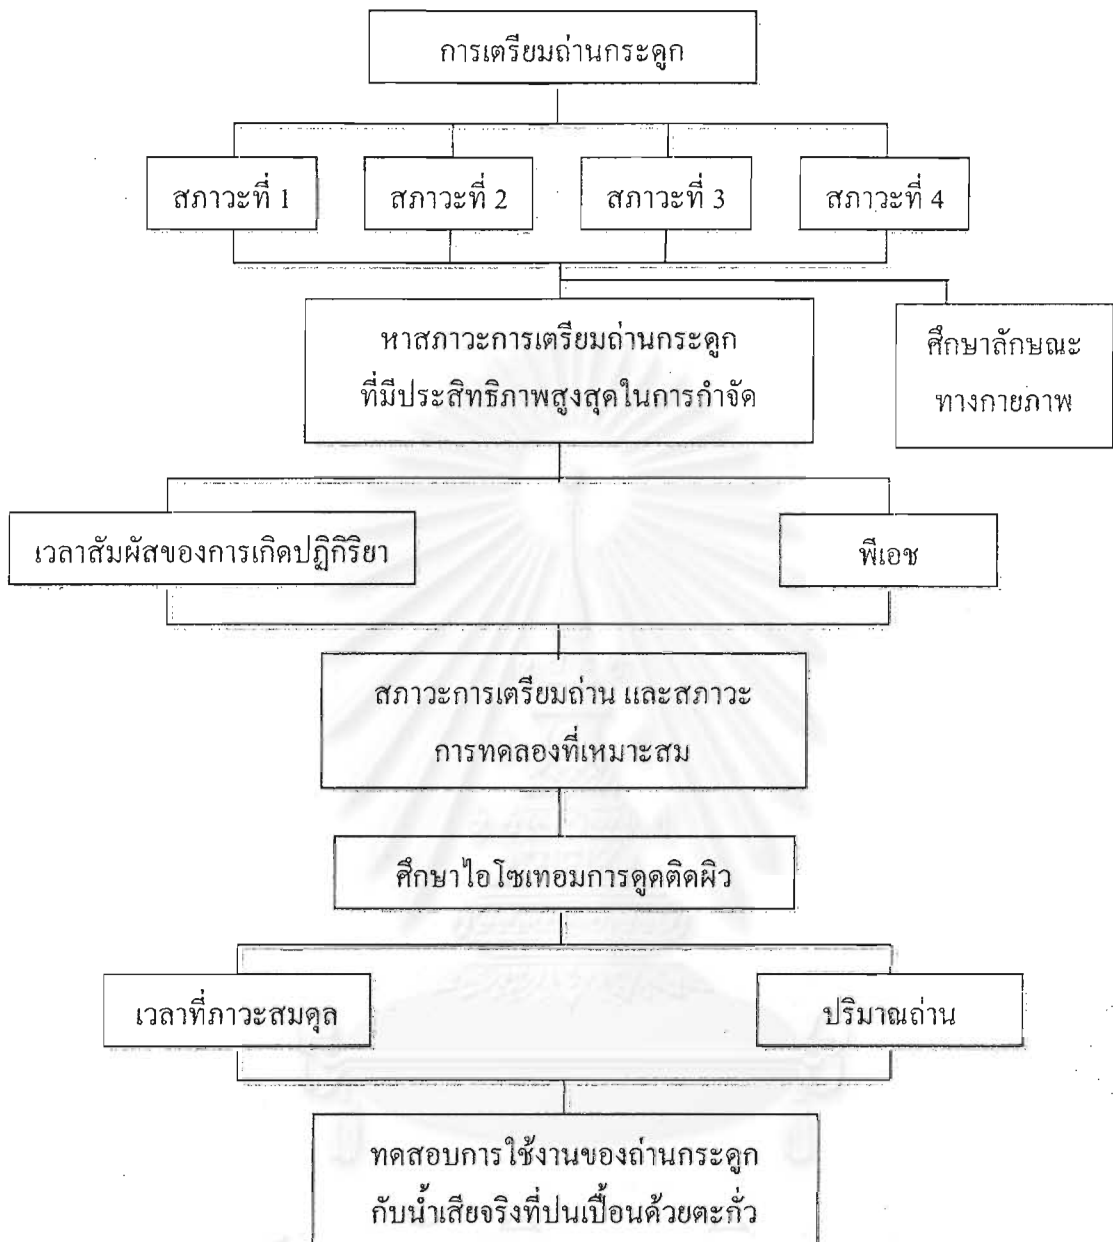 การเตรียมถ่านกระดูก
สภาวะที่ 1
สภาวะที่ 2
สภาวะที่ 3
สภาวะที่ 4
หาสภาวะการเตรียมถ่านกระดูก
ที่มีประสิทธิภาพสูงสุดในการกำจัด
ศึกษาลักษณะ
ทางกายภาพ
เวลาสัมผัสของการเกิดปฏิกิริยา
พีเอช
สภาวะการเตรียมถ่าน และสภาวะ
การทดลองที่เหมาะสม
ศึกษาไอโซเทอมการดูดติดผิว
เวลาที่ภาวะสมดุล
ปริมาณถ่าน
ทดสอบการใช้งานของถ่านกระดูก
กับน้ำเสียจริงที่ปนเปื้อนด้วยตะกั่ว